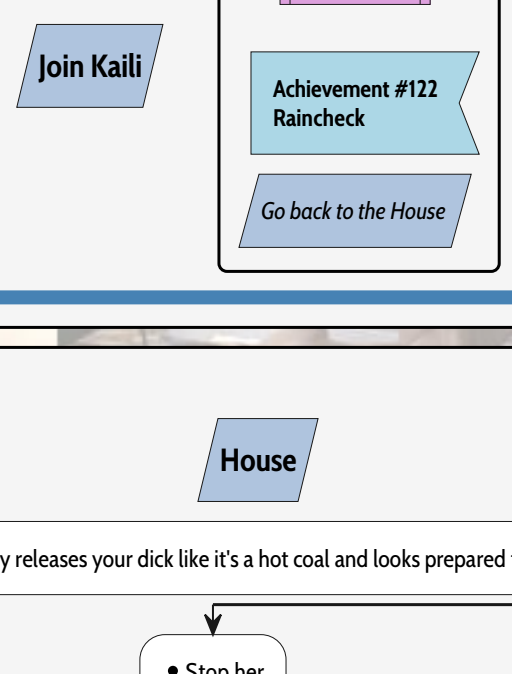 Join Kaili
Achievement #122
Raincheck
Go back to the House
House
y releases your dick like it's a hot coal and looks prepared
Stop her